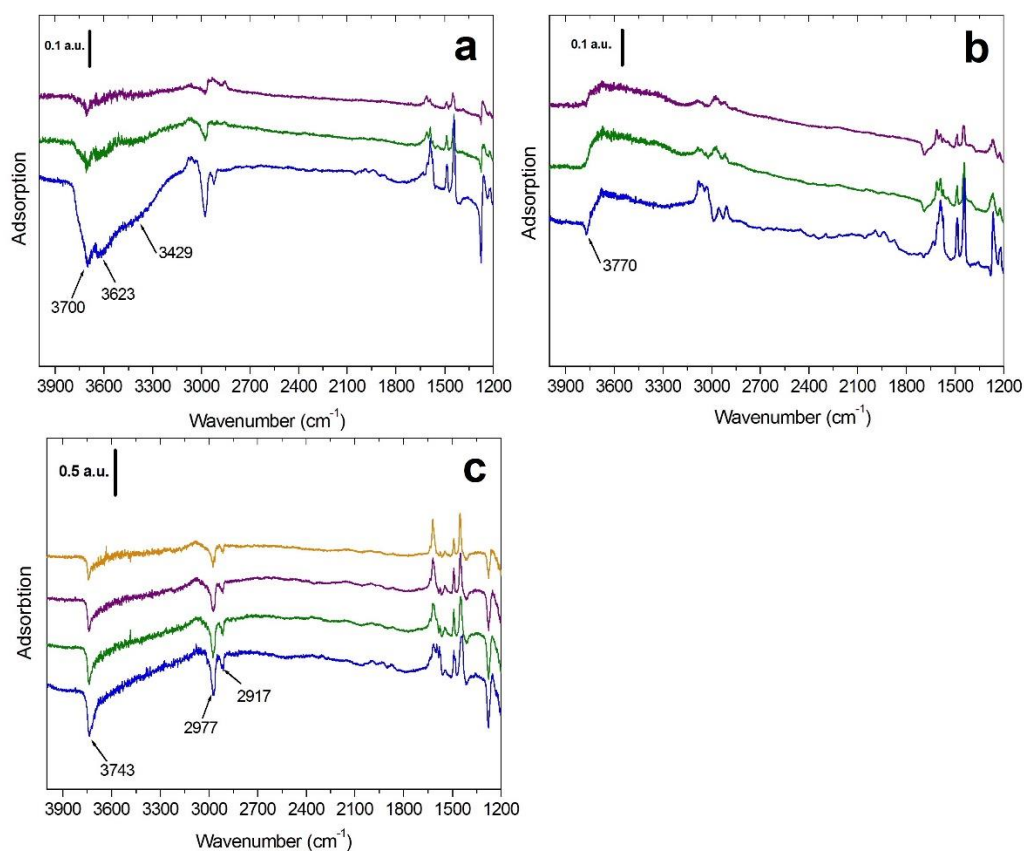 0.1 a.u.
a
Adsorption
3429
3700
3623
3900 3600 3300 3000 2700 2400 2100 1800 1500 1200
Wavenumber (cm⁻¹)
0.1 a.u.
b
Adsorption
3770
3900 3600 3300 3000 2700 2400 2100 1800 1500 1200
Wavenumber (cm⁻¹)
0.5 a.u.
c
Adsorbtion
2917
2977
3743
3900 3600 3300 3000 2700 2400 2100 1800 1500 1200
Wavenumber (cm⁻¹)